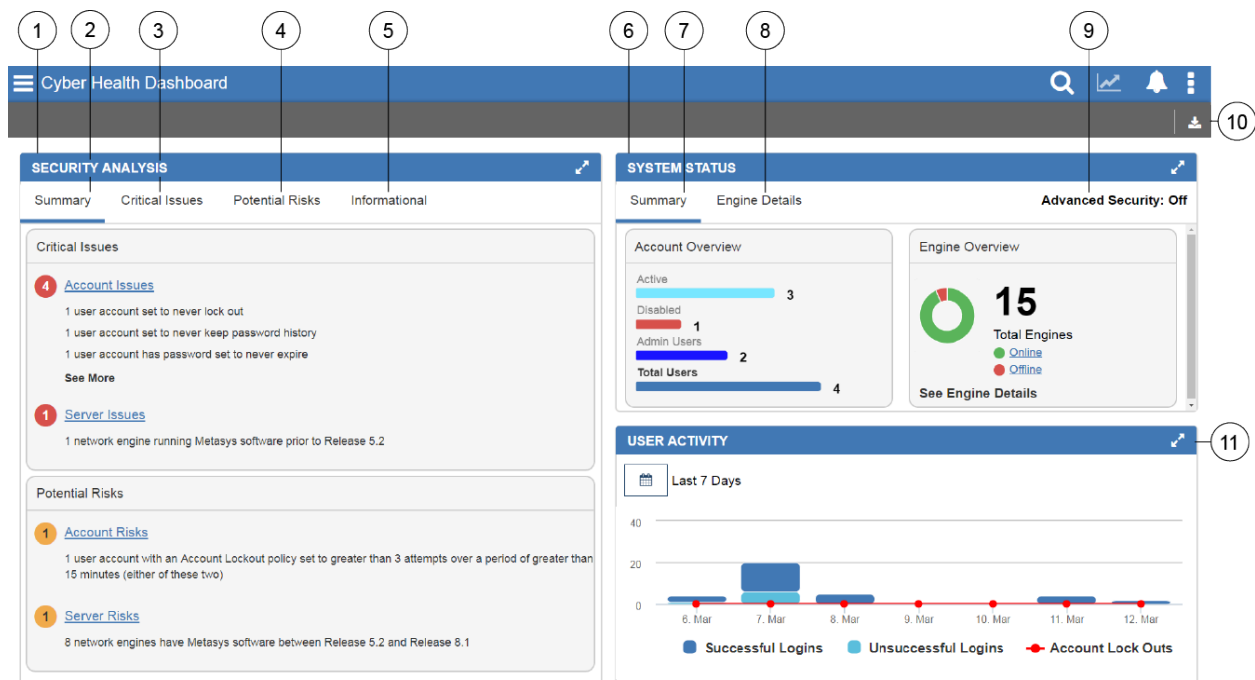 1 2 3 4 5 6 7 8 9
Cyber Health Dashboard
10
SECURITY ANALYSIS
Summary Critical Issues Potential Risks Informational
Critical Issues
4 Account Issues
1 user account set to never lock out
1 user account set to never keep password history
1 user account has password set to never expire
See More
1 Server Issues
1 network engine running Metasys software prior to Release 5.2
Potential Risks
1 Account Risks
1 user account with an Account Lockout policy set to greater than 3 attempts over a period of greater than
15 minutes (either of these two)
1 Server Risks
8 network engines have Metasys software between Release 5.2 and Release 8.1
SYSTEM STATUS
Summary Engine Details Advanced Security: Off
Account Overview
Active
3
Disabled
1
Admin Users
2
Total Users
4
Engine Overview
15
Total Engines
Online
Offline
See Engine Details
USER ACTIVITY
11
Last 7 Days
40
20
0
6. Mar 7. Mar 8. Mar 9. Mar 10. Mar 11. Mar 12. Mar
Successful Logins Unsuccessful Logins Account Lock Outs